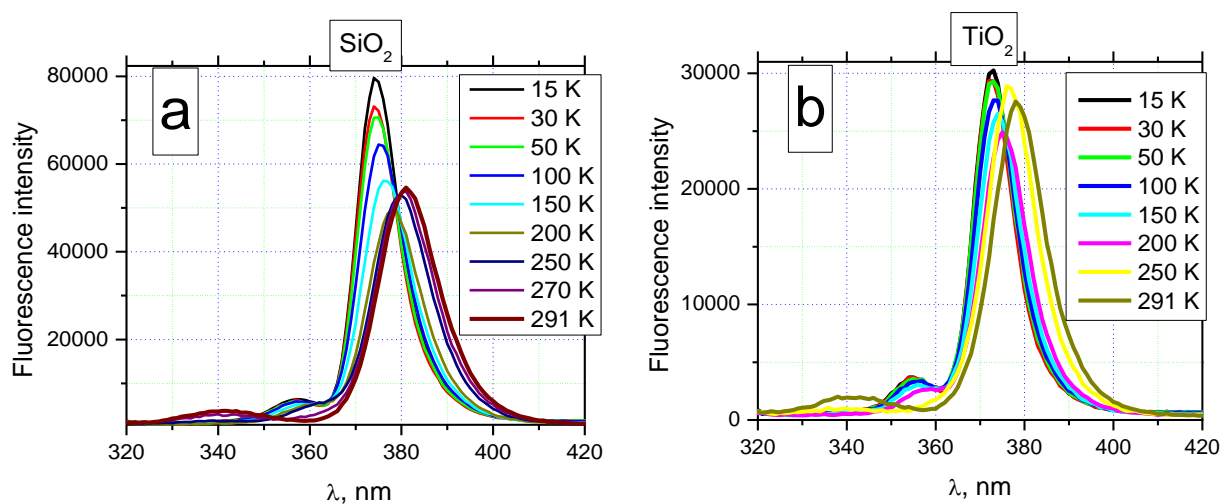 SiO₂
a
80000
60000
40000
20000
Fluorescence intensity
320 340 360 380 400 420
λ, nm
15 K
30 K
50 K
100 K
150 K
200 K
250 K
270 K
291 K
TiO₂
b
30000
20000
10000
0
Fluorescence intensity
320 340 360 380 400 420
λ, nm
15 K
30 K
50 K
100 K
150 K
200 K
250 K
291 K